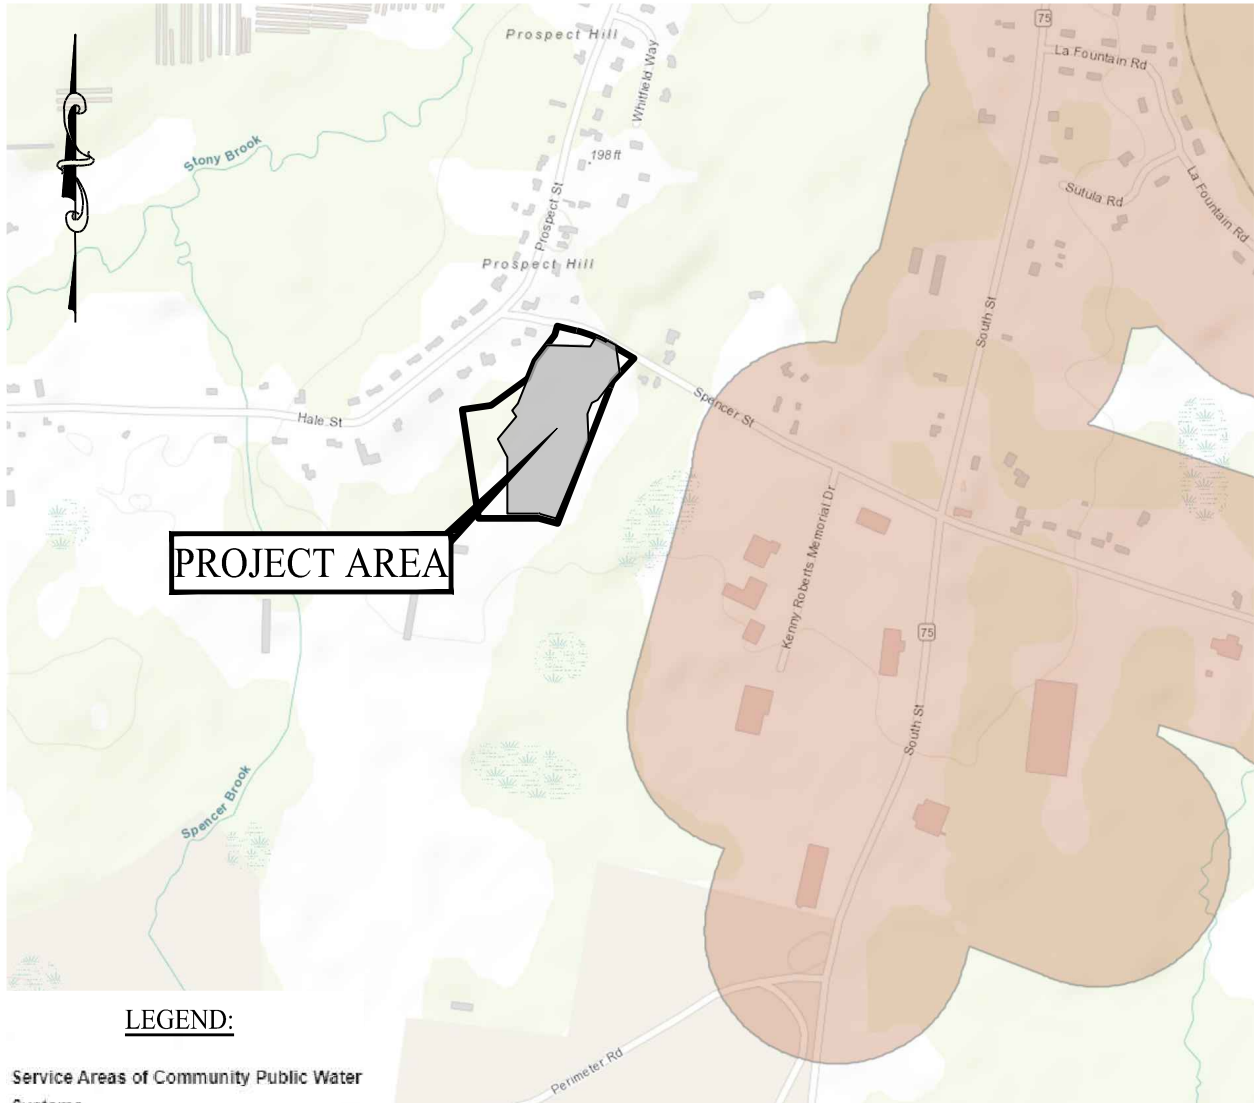 75
Prospect Hill
La Fountain Rd
Whitfield Way
Stony Brook
198 ft
Sutula Rd
La Fountain Rd
Prospect St
Prospect Hill
South St
Hale St
Spencer St
PROJECT AREA
Kenny Roberts Memorial Dr
75
South St
Spencer Brook
LEGEND:
Perimeter Rd
Service Areas of Community Public Water
Systems